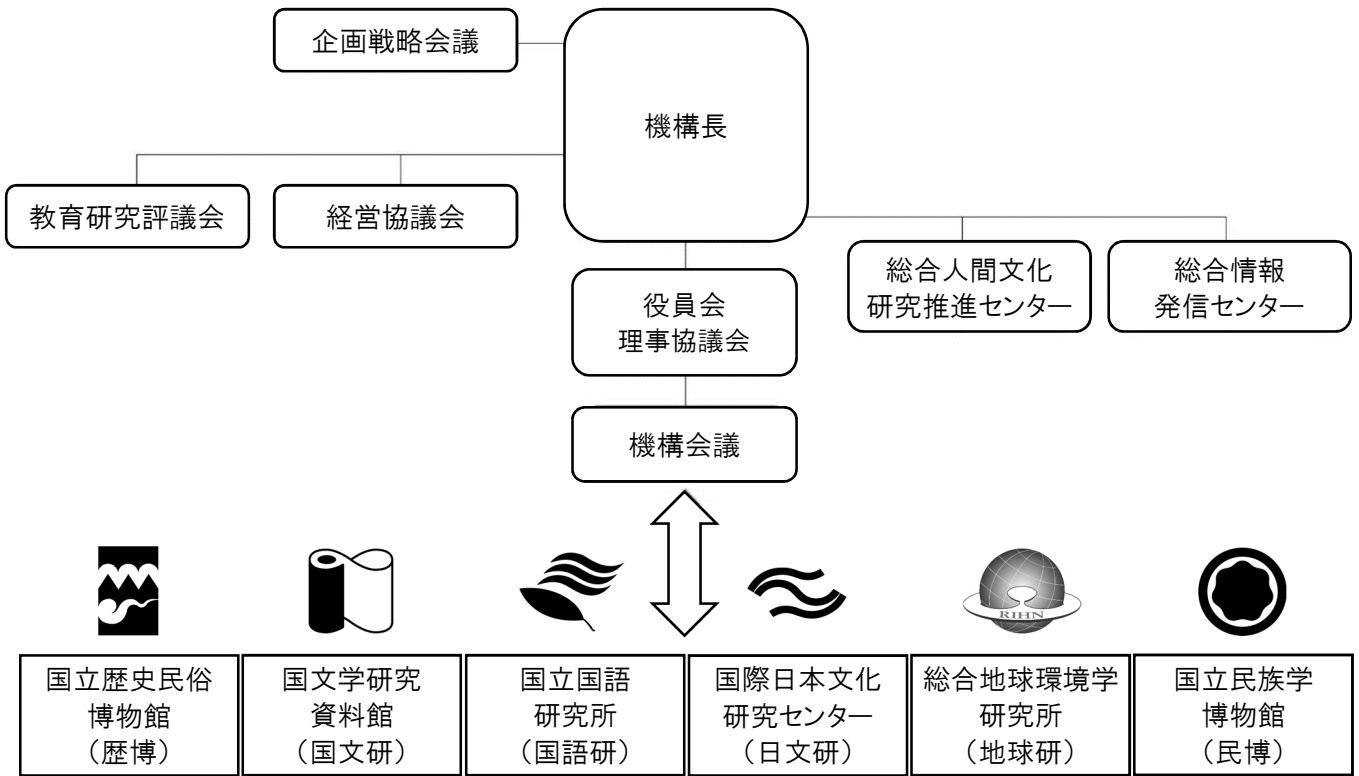 企画戦略会議
機構長
教育研究評議会
経営協議会
総合人間文化
研究推進センター
総合情報
発信センター
役員会
理事協議会
機構会議
RIHN
国立歴史民俗
博物館
（歴博）
国文学研究
資料館
（国文研）
国立国語
研究所
（国語研）
国際日本文化
研究センター
（日文研）
総合地球環境学
研究所
（地球研）
国立民族学
博物館
（民博）